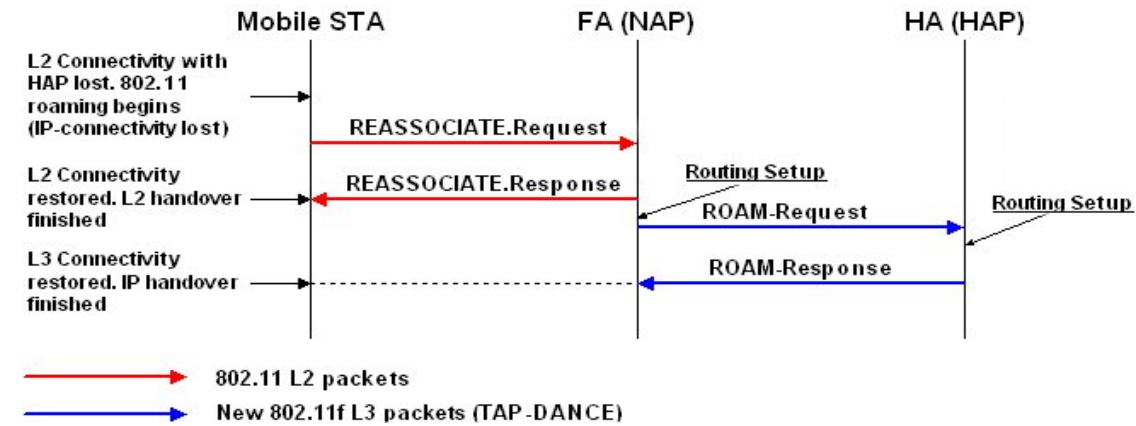 Mobile STA
FA (NAP)
HA (HAP)
L2 Connectivity with
HAP lost. 802.11
roaming begins
(IP-connectivity lost)
REASSOCIATE.Request
L2 Connectivity
restored. L2 handover
finished
REASSOCIATE.Response
Routing Setup
ROAM-Request
Routing Setup
L3 Connectivity
restored. IP handover
finished
ROAM-Response
802.11 L2 packets
New 802.11f L3 packets (TAP-DANCE)